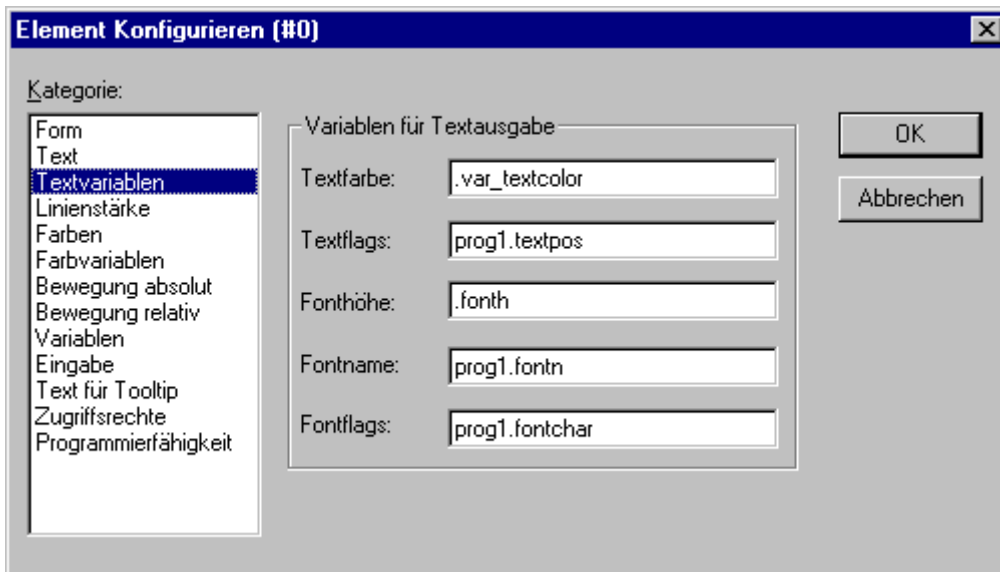 Element Konfigurieren (#0)
Kategorie:
Form
Text
Textvariablen
Linienstärke
Farben
Farbvariablen
Bewegung absolut
Bewegung relativ
Variablen
Eingabe
Text für Tooltip
Zugriffsrechte
Programmierfähigkeit
Variablen für Textausgabe
Textfarbe: .var_textcolor
Textflags: prog1.textpos
Fonthöhe: .fonth
Fontname: prog1.fontn
Fontflags: prog1.fontchar
OK
Abbrechen